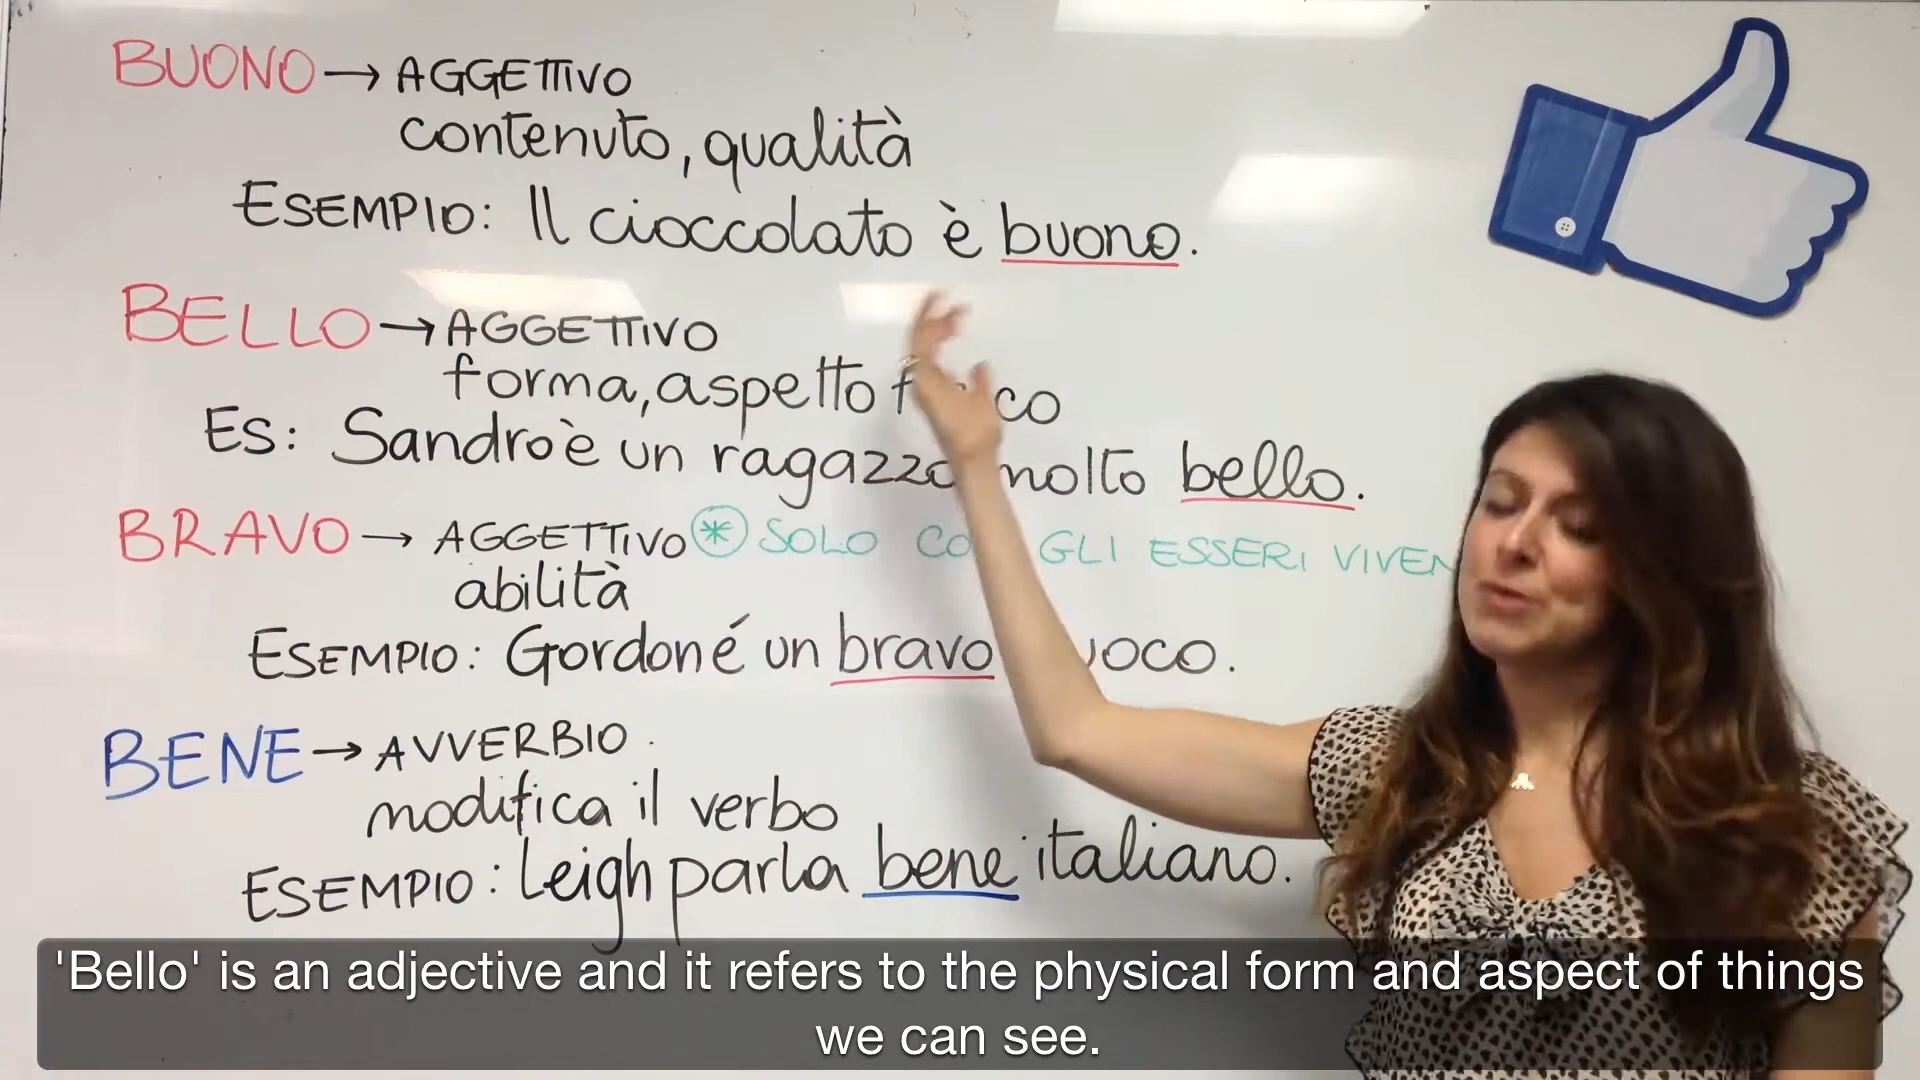 BUONO → AGGETTIVO
contenuto, qualità
ESEMPIO: Il cioccolato è buono.
BELLO → AGGETTIVO
forma, aspetto
Es: Sandro è un ragazzo molto bello.
BRAVO → AGGETTIVO * SOLO GLI ESSERI
abilità
ESEMPIO: Gordon é un bravo
BENE → AVVERBIO.
modifica il verbo
ESEMPIO: Leigh parla bene italiano.
'Bello' is an adjective and it refers to the physical form and aspect of things
we can see.